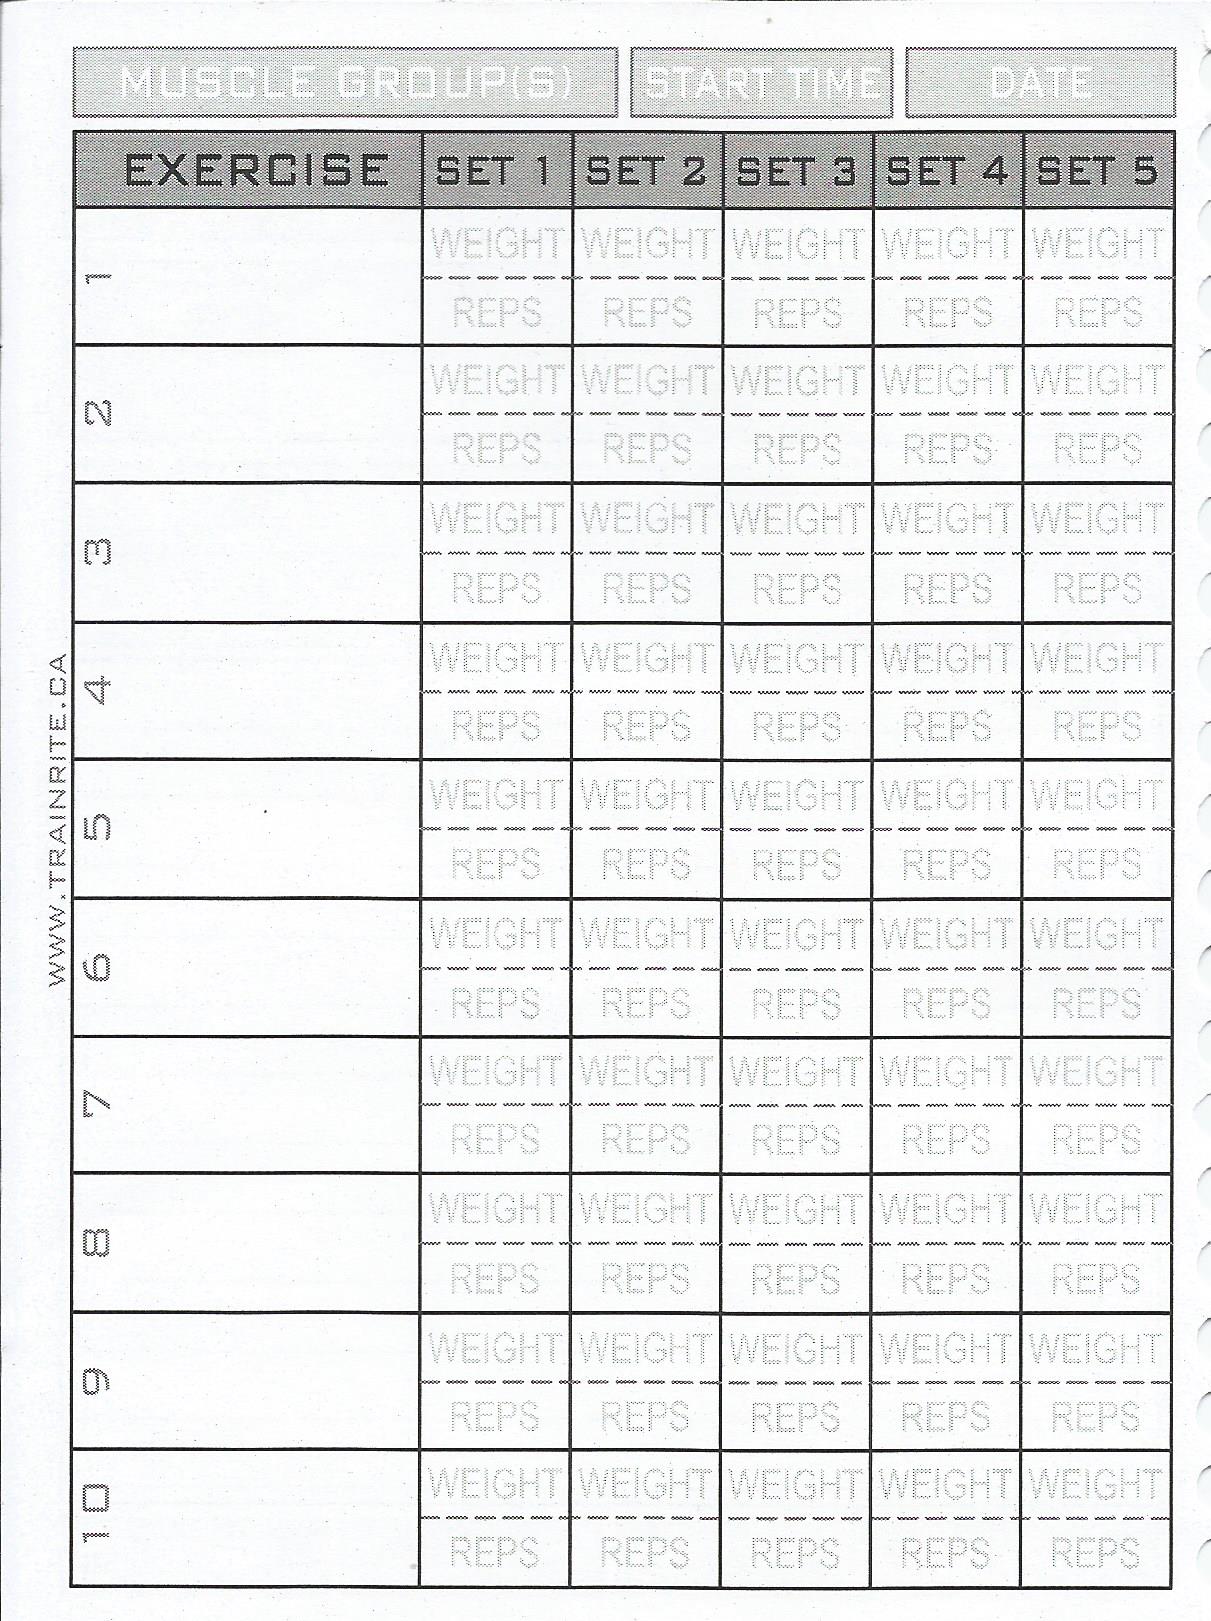 MUSCLE GROUP(S) START TIME DATE
EXERCISE SET 1 SET 2 SET 3 SET 4 SET 5
1 WEIGHT WEIGHT WEIGHT WEIGHT WEIGHT
REPS REPS REPS REPS REPS
2 WEIGHT WEIGHT WEIGHT WEIGHT WEIGHT
REPS REPS REPS REPS REPS
3 WEIGHT WEIGHT WEIGHT WEIGHT WEIGHT
REPS REPS REPS REPS REPS
4 WEIGHT WEIGHT WEIGHT WEIGHT WEIGHT
REPS REPS REPS REPS REPS
5 WEIGHT WEIGHT WEIGHT WEIGHT WEIGHT
REPS REPS REPS REPS REPS
6 WEIGHT WEIGHT WEIGHT WEIGHT WEIGHT
REPS REPS REPS REPS REPS
7 WEIGHT WEIGHT WEIGHT WEIGHT WEIGHT
REPS REPS REPS REPS REPS
8 WEIGHT WEIGHT WEIGHT WEIGHT WEIGHT
REPS REPS REPS REPS REPS
9 WEIGHT WEIGHT WEIGHT WEIGHT WEIGHT
REPS REPS REPS REPS REPS
10 WEIGHT WEIGHT WEIGHT WEIGHT WEIGHT
REPS REPS REPS REPS REPS
WWW.TRAINRITE.CA